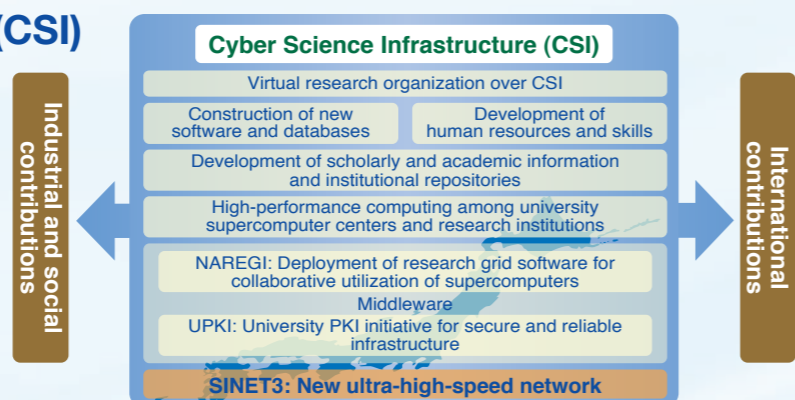 (CSI)
Cyber Science Infrastructure (CSI)
Virtual research organization over CSI
Construction of new
software and databases
Development of
human resources and skills
Development of scholarly and academic information
and institutional repositories
High-performance computing among university
supercomputer centers and research institutions
NAREGI: Deployment of research grid software for
collaborative utilization of supercomputers
Middleware
UPKI: University PKI initiative for secure and reliable
infrastructure
SINET3: New ultra-high-speed network
Industrial and social
contributions
International
contributions